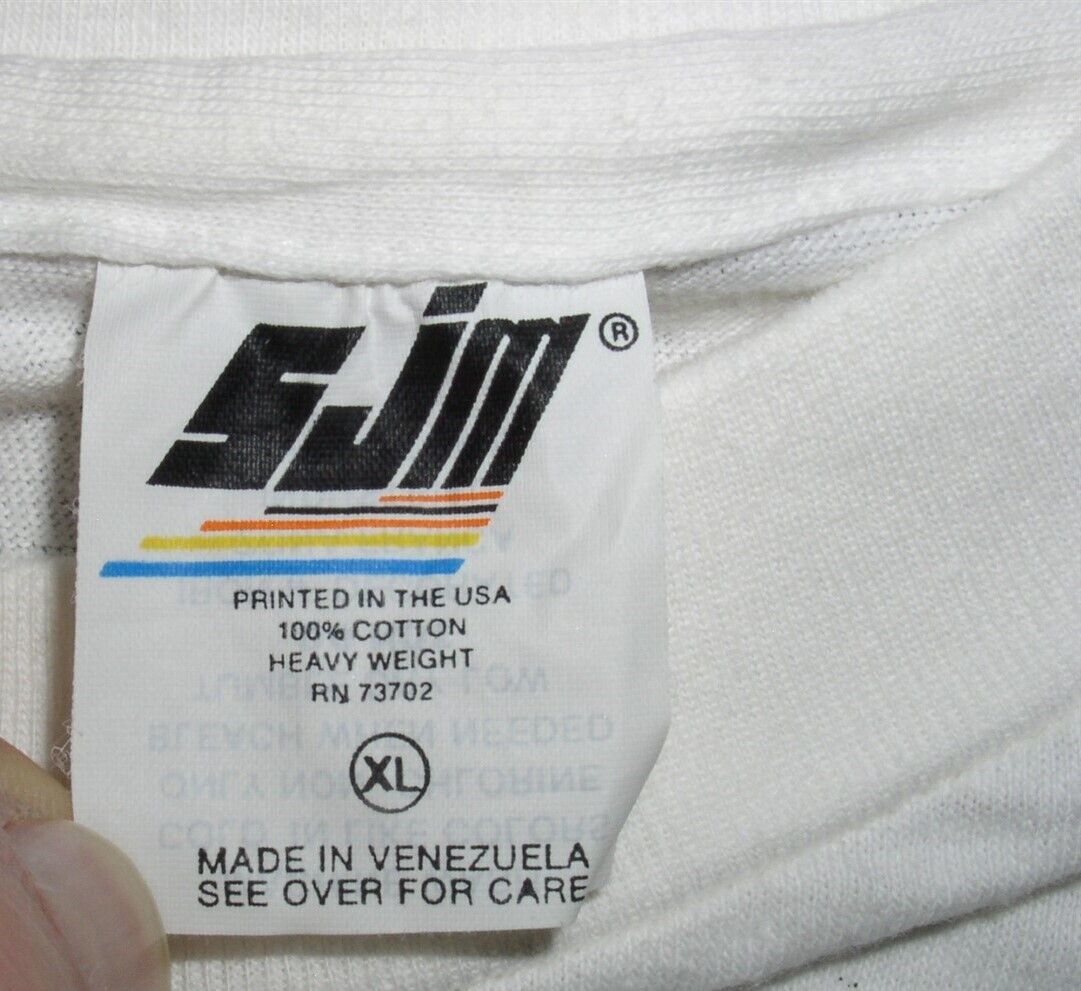 SJM®
PRINTED IN THE USA
100% COTTON
HEAVY WEIGHT
RN 73702
XL
MADE IN VENEZUELA
SEE OVER FOR CARE